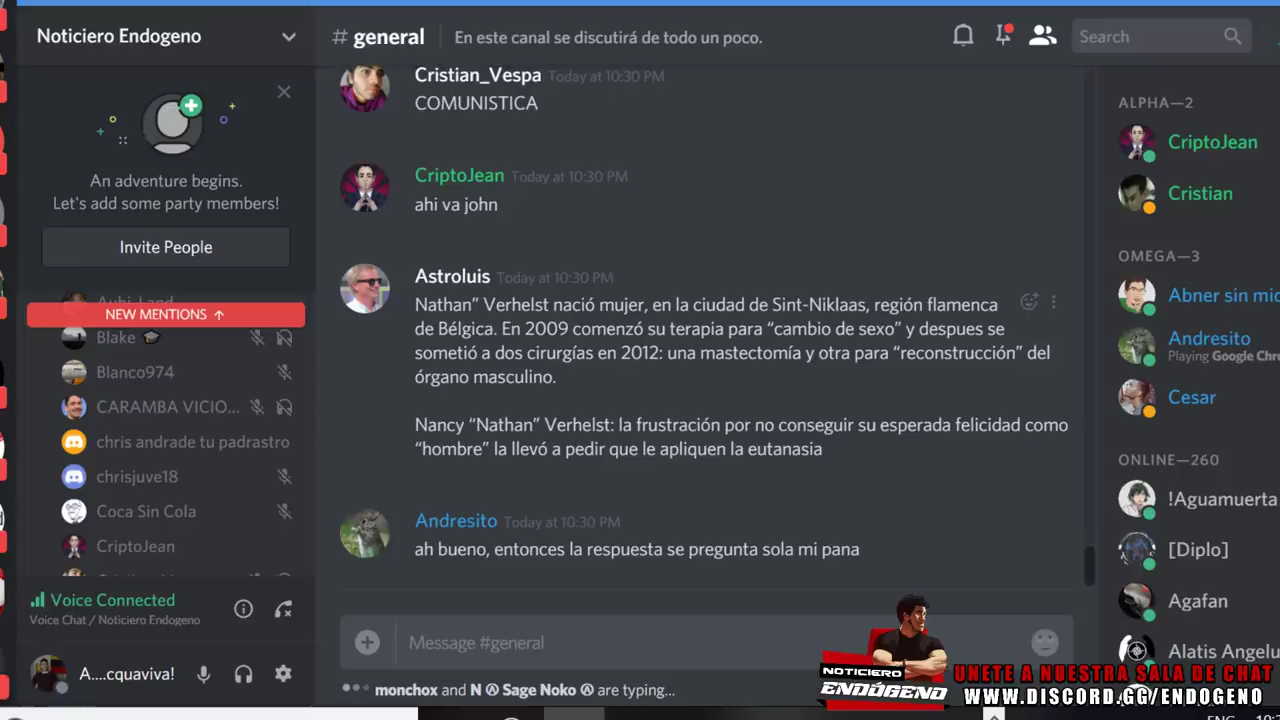 Noticiero Endogeno
# general
En este canal se discutirá de todo un poco.
Search
An adventure begins.
Let's add some party members!
Invite People
NEW MENTIONS ↑
Blake
Blanco974
CARAMBA VICIO...
chris andrade tu padrastro
chrisjuve18
Coca Sin Cola
CriptoJean
Voice Connected
Voice Chat / Noticiero Endogeno
A....cquaviva!
Cristian_Vespa Today at 10:30 PM
COMUNISTICA
CriptoJean Today at 10:30 PM
ahi va john
Astroluis Today at 10:30 PM
Nathan” Verhelst nació mujer, en la ciudad de Sint-Niklaas, región flamenca
de Bélgica. En 2009 comenzó su terapia para “cambio de sexo” y despues se
sometió a dos cirurgías en 2012: una mastectomía y otra para “reconstrucción” del
órgano masculino.
Nancy “Nathan” Verhelst: la frustración por no conseguir su esperada felicidad como
“hombre” la llevó a pedir que le apliquen la eutanasia
Andresito Today at 10:30 PM
ah bueno, entonces la respuesta se pregunta sola mi pana
Message #general
monchox and N Ⓐ Sage Noko Ⓐ are typing...
ALPHA—2
CriptoJean
Cristian
OMEGA—3
Abner sin mic
Andresito
Playing Google Chro
Cesar
ONLINE—260
!Aguamuerta
[Diplo]
Agafan
Alatis Angelu
NOTICIERO
ENDÓGENO
UNETE A NUESTRA SALA DE CHAT
WWW.DISCORD.GG/ENDOGENO
ENG